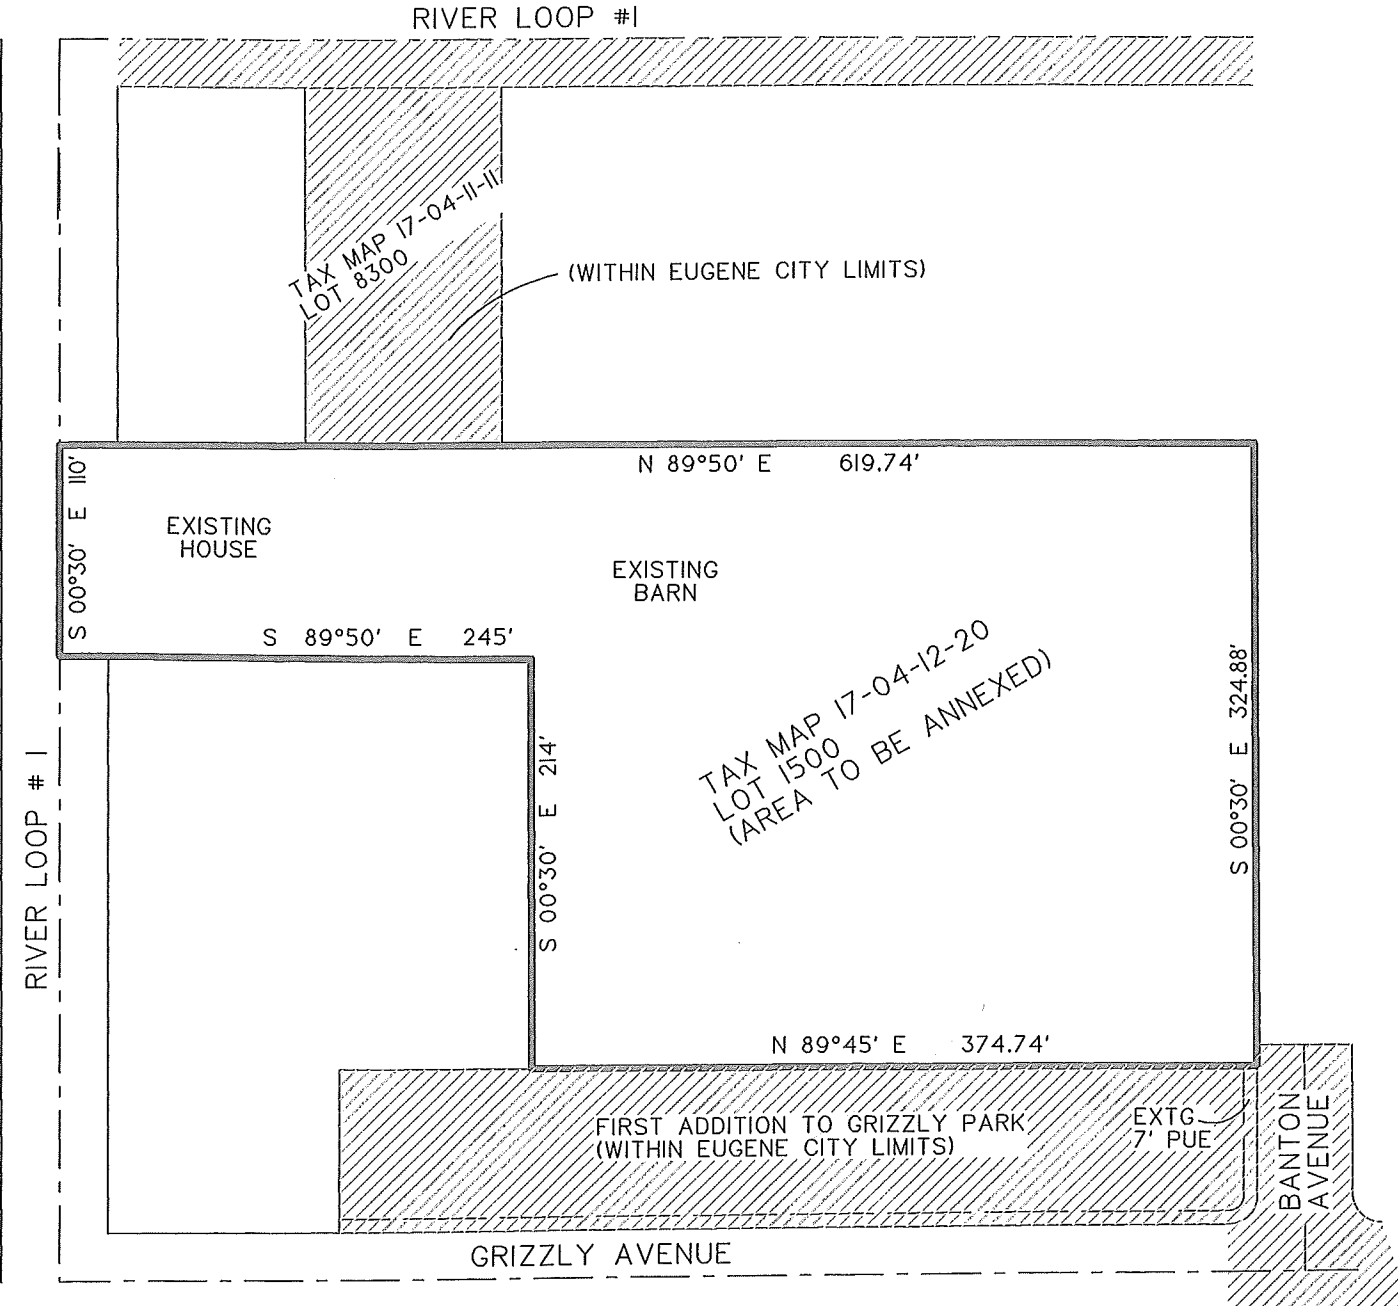 RIVER LOOP #1
TAX MAP 17-04-11-11
LOT 8300
(WITHIN EUGENE CITY LIMITS)
N 89°50' E 619.74'
S 00°30' E 110'
EXISTING
HOUSE
EXISTING
BARN
S 89°50' E 245'
TAX MAP 17-04-12-20
LOT 1500
(AREA TO BE ANNEXED)
S 00°30' E 324.88'
S 00°30' E 214'
RIVER LOOP # 1
N 89°45' E 374.74'
FIRST ADDITION TO GRIZZLY PARK
(WITHIN EUGENE CITY LIMITS)
EXTG
7' PUE
BANTON
AVENUE
GRIZZLY AVENUE